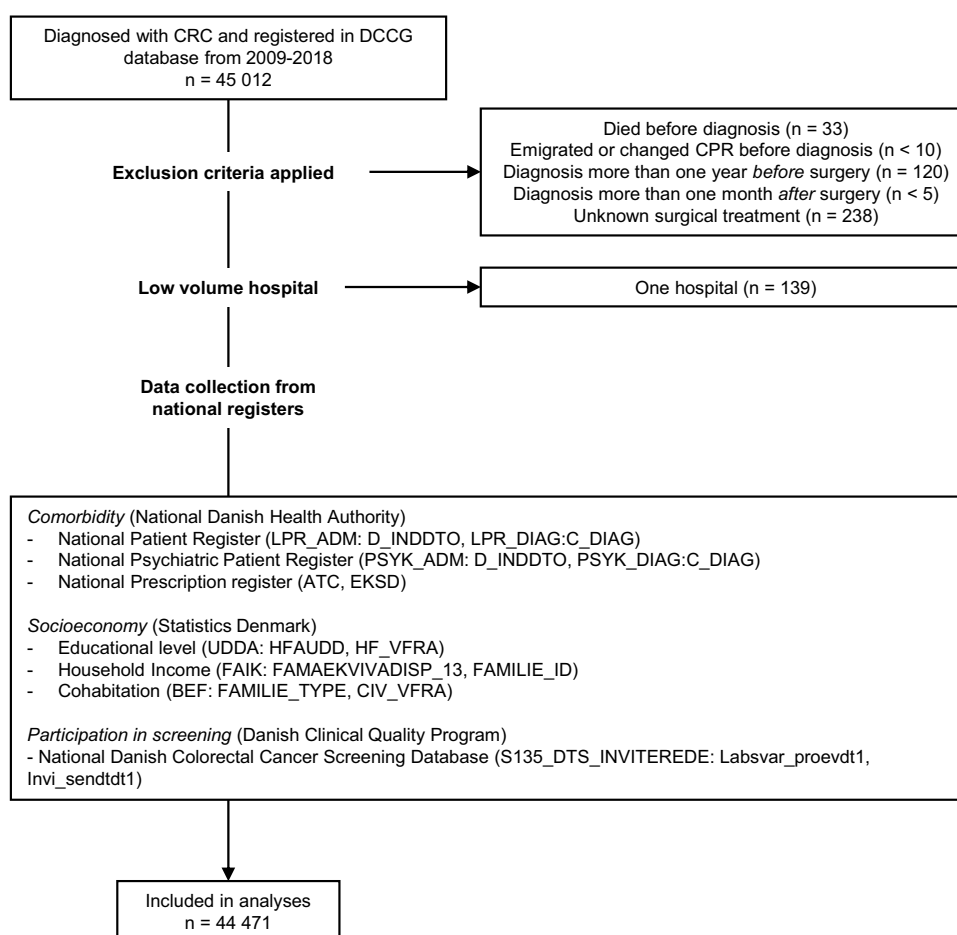 Diagnosed with CRC and registered in DCCG
database from 2009-2018
n = 45 012
Died before diagnosis (n = 33)
Emigrated or changed CPR before diagnosis (n < 10)
Diagnosis more than one year before surgery (n = 120)
Diagnosis more than one month after surgery (n < 5)
Unknown surgical treatment (n = 238)
Exclusion criteria applied
Low volume hospital
One hospital (n = 139)
Data collection from
national registers
Comorbidity (National Danish Health Authority)
- National Patient Register (LPR_ADM: D_INDDTO, LPR_DIAG:C_DIAG)
- National Psychiatric Patient Register (PSYK_ADM: D_INDDTO, PSYK_DIAG:C_DIAG)
- National Prescription register (ATC, EKSD)
Socioeconomy (Statistics Denmark)
- Educational level (UDDA: HFAUDD, HF_VFRA)
- Household Income (FAIK: FAMAEKVIVADISP_13, FAMILIE_ID)
- Cohabitation (BEF: FAMILIE_TYPE, CIV_VFRA)
Participation in screening (Danish Clinical Quality Program)
- National Danish Colorectal Cancer Screening Database (S135_DTS_INVITEREDE: Labsvar_proevdt1,
Invi_sendtdt1)
Included in analyses
n = 44 471